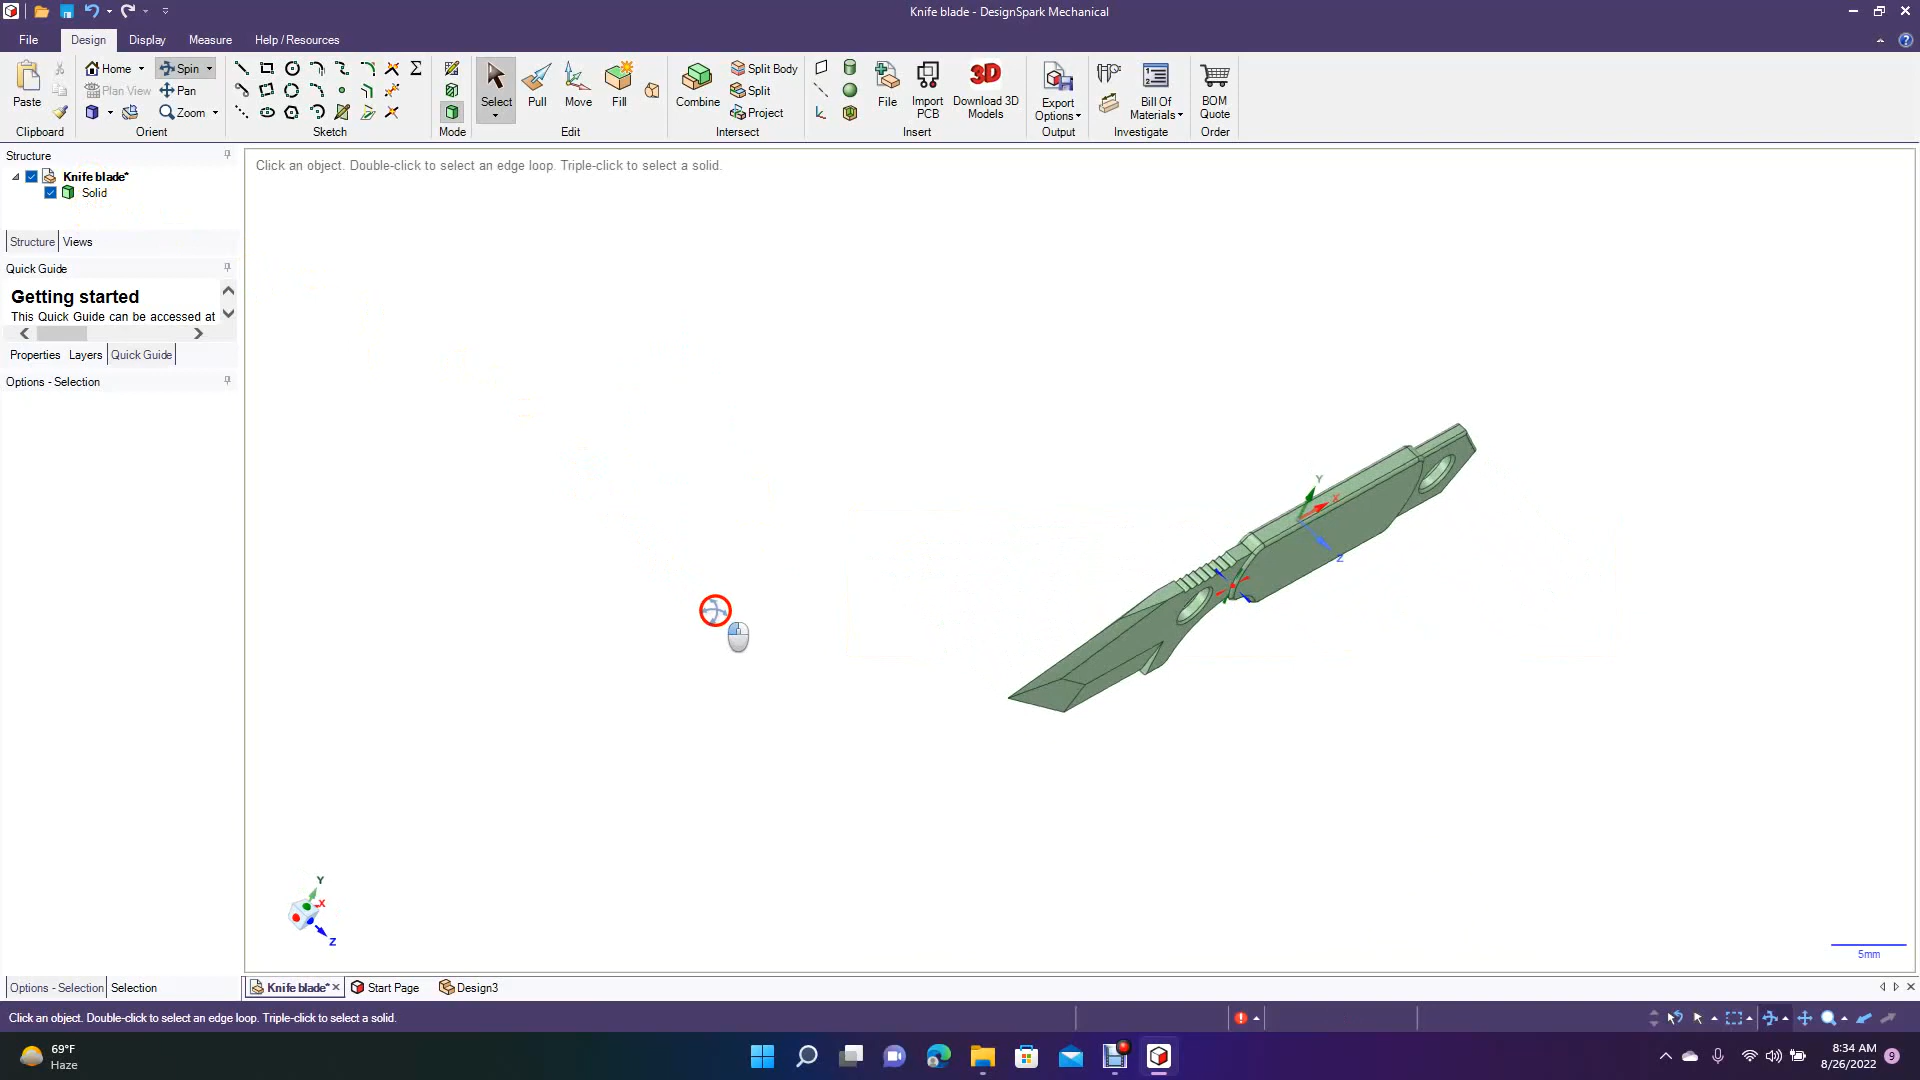 Knife blade - DesignSpark Mechanical
File Design Display Measure Help / Resources
Paste
Clipboard
Home Spin
Plan View Pan
Zoom
Orient
Sketch
Mode
Select Pull Move Fill
Edit
Combine
Split Body
Split
Project
Intersect
File Import PCB Download 3D Models
3D
Insert
Export Options
Output
Bill Of Materials
Investigate
BOM Quote
Order
Structure
Knife blade*
Solid
Structure Views
Quick Guide
Getting started
This Quick Guide can be accessed at
Properties Layers Quick Guide
Options - Selection
Click an object. Double-click to select an edge loop. Triple-click to select a solid.
Y
X
Z
Y
X
Z
5mm
Options - Selection Selection
Knife blade* Start Page Design3
Click an object. Double-click to select an edge loop. Triple-click to select a solid.
69°F
Haze
8:34 AM
8/26/2022
9